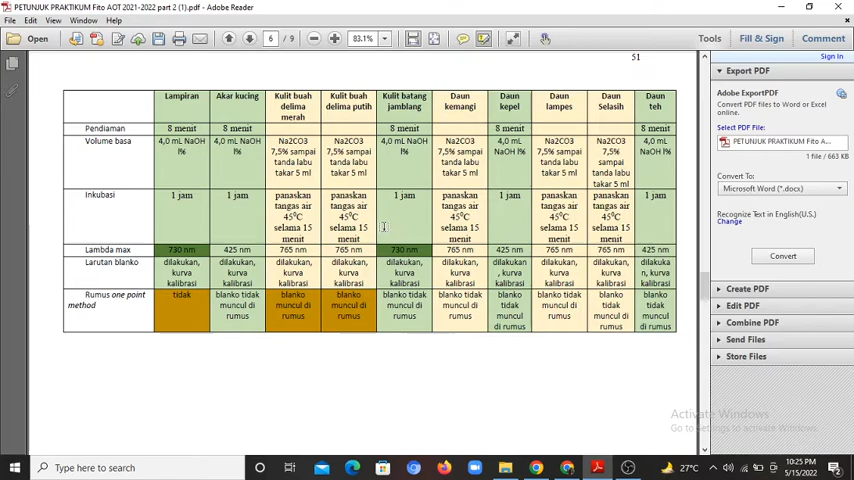 PETUNJUK PRAKTIKUM Fito AOT 2021-2022 part 2 (1).pdf - Adobe Reader
File Edit View Window Help
Open 6 / 9 83.1% Tools Fill & Sign Comment
Sign In
51
Lampiran Akar kucing Kulit buah delima merah Kulit buah delima putih Kulit batang jamblang Daun kemangi Daun kepel Daun lampes Daun Selasih Daun teh
Pendiaman 8 menit 8 menit 8 menit 8 menit 8 menit
Volume basa 4,0 mL NaOH l% 4,0 mL NaOH l% Na2CO3 7,5% sampai tanda labu takar 5 ml Na2CO3 7,5% sampai tanda labu takar 5 ml 4,0 mL NaOH l% Na2CO3 7,5% sampai tanda labu takar 5 ml 4,0 mL NaOH l% Na2CO3 7,5% sampai tanda labu takar 5 ml Na2CO3 7,5% sampai tanda labu takar 5 ml 4,0 mL NaOH l%
Inkubasi 1 jam 1 jam panaskan tangas air 45⁰C selama 15 menit panaskan tangas air 45⁰C selama 15 menit 1 jam panaskan tangas air 45⁰C selama 15 menit 1 jam panaskan tangas air 45⁰C selama 15 menit panaskan tangas air 45⁰C selama 15 menit 1 jam
Lambda max 730 nm 425 nm 765 nm 765 nm 730 nm 765 nm 425 nm 765 nm 765 nm 425 nm
Larutan blanko dilakukan, kurva kalibrasi dilakukan, kurva kalibrasi dilakukan, kurva kalibrasi dilakukan, kurva kalibrasi dilakukan, kurva kalibrasi dilakukan, kurva kalibrasi dilakukan , kurva kalibrasi dilakukan, kurva kalibrasi dilakukan, kurva kalibrasi dilakuka n, kurva kalibrasi
Rumus one point method tidak blanko tidak muncul di rumus blanko muncul di rumus blanko muncul di rumus blanko tidak muncul di rumus blanko muncul di rumus blanko tidak muncul di rumus blanko muncul di rumus blanko muncul di rumus blanko tidak muncul di rumus
Export PDF
Adobe ExportPDF
Convert PDF files to Word or Excel online.
Select PDF File:
PETUNJUK PRAKTIKUM Fito A...
1 file / 663 KB
Convert To:
Microsoft Word (*.docx)
Recognize Text in English(U.S.)
Change
Convert
Create PDF
Edit PDF
Combine PDF
Send Files
Store Files
Activate Windows
Go to Settings to activate Windows.
Type here to search
27°C
10:25 PM
5/15/2022
2